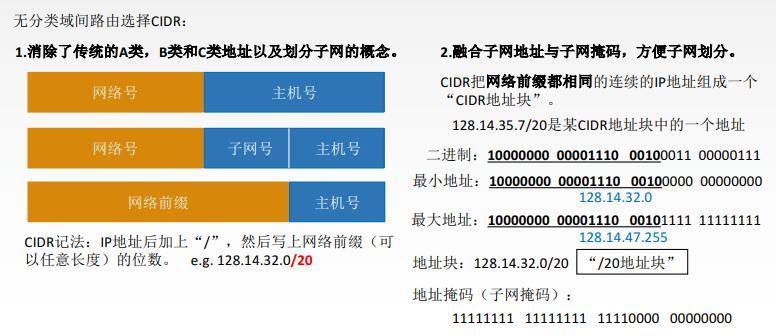 无分类域间路由选择CIDR：
1.消除了传统的A类，B类和C类地址以及划分子网的概念。
网络号 主机号
网络号 子网号 主机号
网络前缀 主机号
CIDR记法：IP地址后加上“/”，然后写上网络前缀（可
以任意长度）的位数。 e.g. 128.14.32.0/20
2.融合子网地址与子网掩码，方便子网划分。
CIDR把网络前缀都相同的连续的IP地址组成一个
“CIDR地址块”。
128.14.35.7/20是某CIDR地址块中的一个地址
二进制：10000000 00001110 00100011 00000111
最小地址：10000000 00001110 00100000 00000000
128.14.32.0
最大地址：10000000 00001110 00101111 11111111
128.14.47.255
地址块：128.14.32.0/20 “/20地址块”
地址掩码（子网掩码）：
11111111 11111111 11110000 00000000